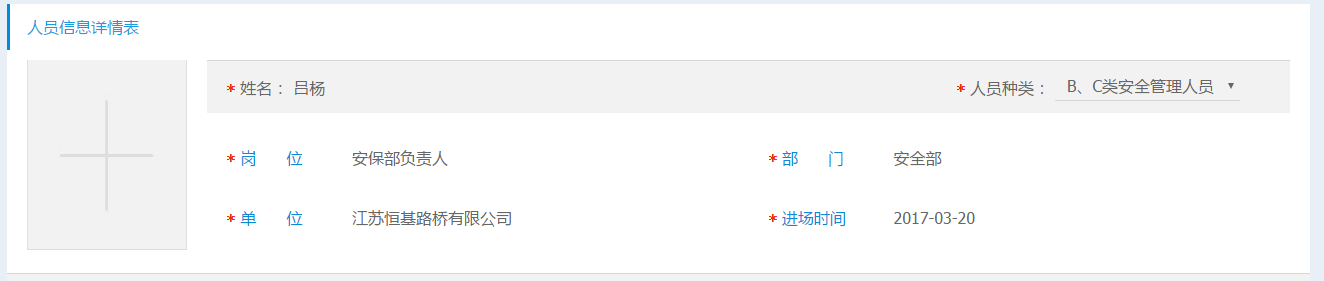 人员信息详情表
* 姓名： 吕杨 * 人员种类： B、C类安全管理人员 ▼
* 岗 位 安保部负责人 * 部 门 安全部
* 单 位 江苏恒基路桥有限公司 * 进场时间 2017-03-20